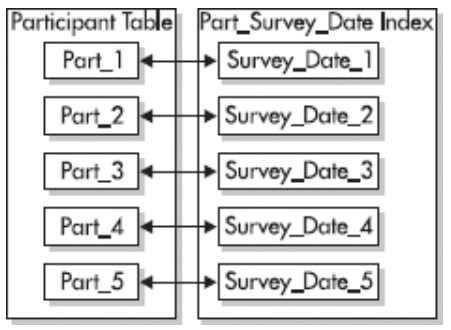 Participant Table Part_Survey_Date Index
Part_1 Survey_Date_1
Part_2 Survey_Date_2
Part_3 Survey_Date_3
Part_4 Survey_Date_4
Part_5 Survey_Date_5